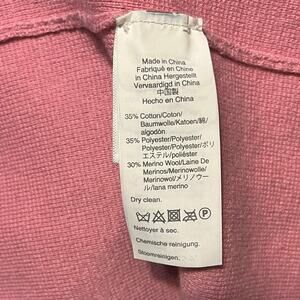 Made in China
Fabriqué en Chine
in China Hergestellt
Vervaardigd in China
中国製
Hecho en China
35% Cotton/Coton/
Baumwolle/Katoen/綿/
algodón
35% Polyester/Polyester/
Polyester/Polyester/ポリ
エステル/poliéster
30% Merino Wool/Laine De
Merinos/Merinowolle/
Merinowol/メリノウー
ル/lana merino
Dry clean.
P
Nettoyer à sec.
Chemische reinigung.
Stoomreinigen.